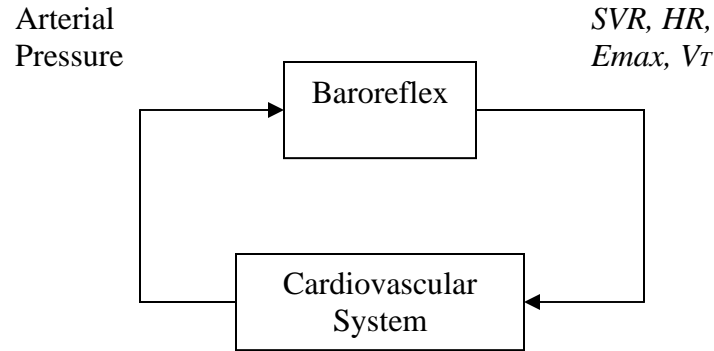 Arterial
Pressure
SVR, HR,
Emax, VT
Baroreflex
Cardiovascular
System